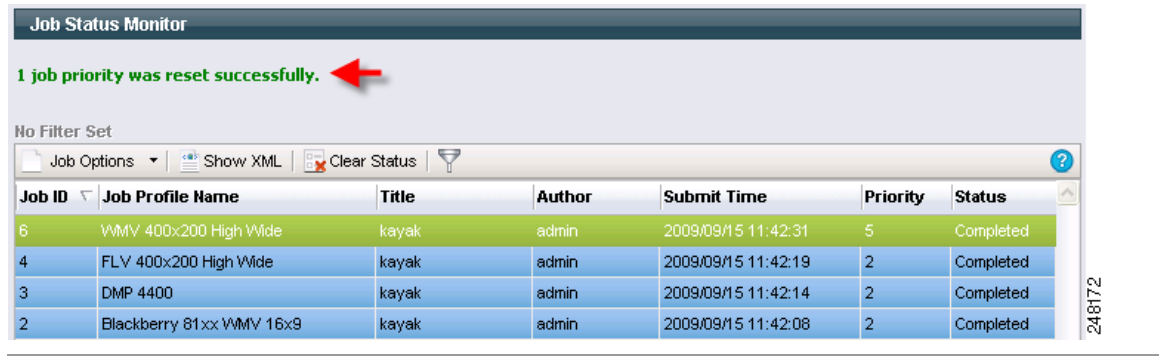 Job Status Monitor
1 job priority was reset successfully.
No Filter Set
Job Options Show XML Clear Status ?
Job ID Job Profile Name Title Author Submit Time Priority Status
6 WMV 400x200 High Wide kayak admin 2009/09/15 11:42:31 5 Completed
4 FLV 400x200 High Wide kayak admin 2009/09/15 11:42:19 2 Completed
3 DMP 4400 kayak admin 2009/09/15 11:42:14 2 Completed
2 Blackberry 81xx WMV 16x9 kayak admin 2009/09/15 11:42:08 2 Completed
248172